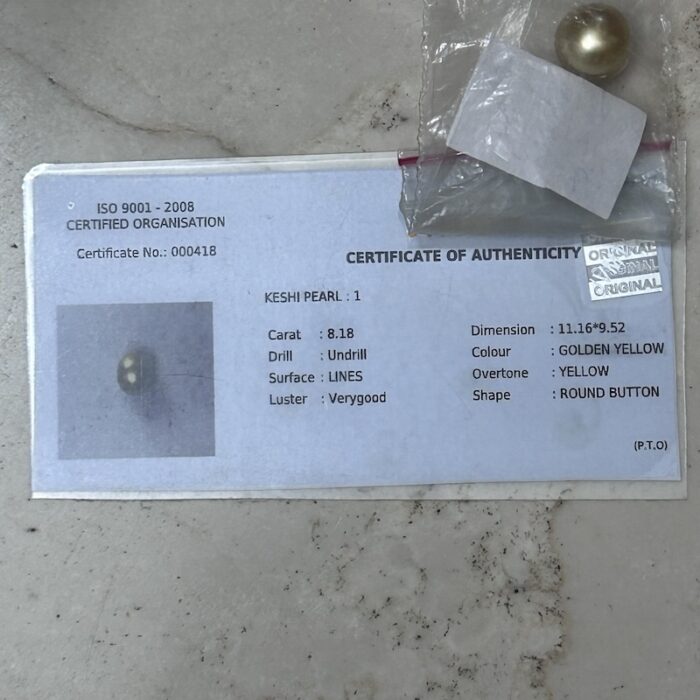 ISO 9001 - 2008
CERTIFIED ORGANISATION
Certificate No.: 000418
CERTIFICATE OF AUTHENTICITY
ORIGINAL
ORIGINAL
ORIGINAL
KESHI PEARL : 1
Carat : 8.18
Drill : Undrill
Surface : LINES
Luster : Verygood
Dimension : 11.16*9.52
Colour : GOLDEN YELLOW
Overtone : YELLOW
Shape : ROUND BUTTON
(P.T.O)